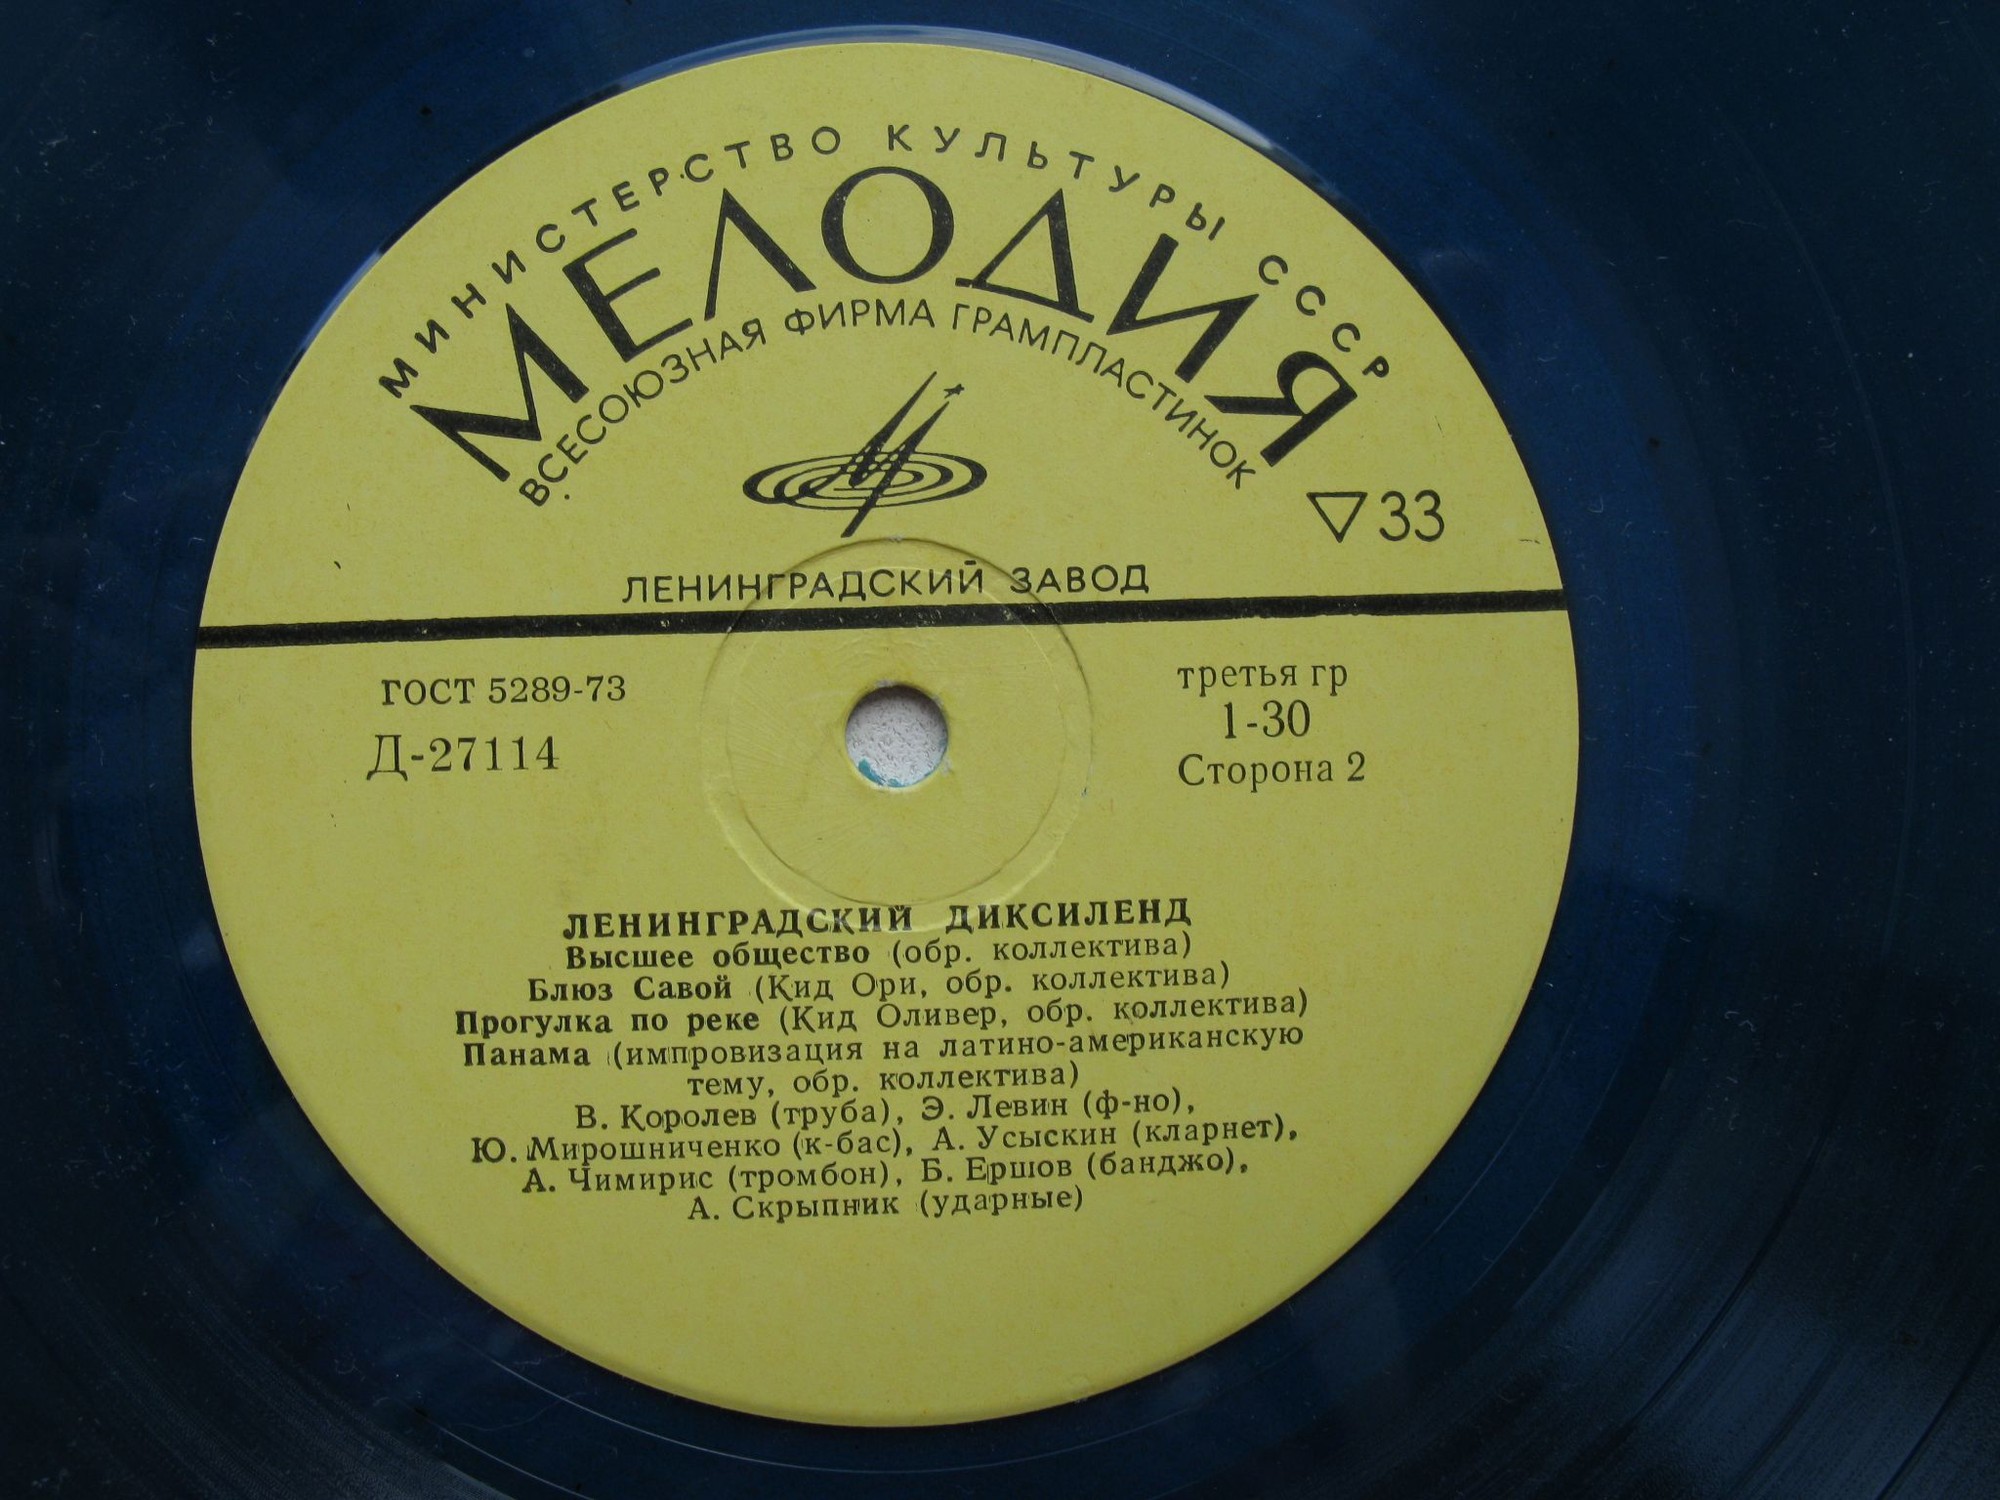 МИНИСТЕРСТВО КУЛЬТУРЫ СССР
МЕЛОДИЯ
ВСЕСОЮЗНАЯ ФИРМА ГРАМПЛАСТИНОК
33
ЛЕНИНГРАДСКИЙ ЗАВОД
ГОСТ 5289-73
Д-27114
третья гр
1-30
Сторона 2
ЛЕНИНГРАДСКИЙ ДИКСИЛЕНД
Высшее общество (обр. коллектива)
Блюз Савой (Кид Ори, обр. коллектива)
Прогулка по реке (Кид Оливер, обр. коллектива)
Панама (импровизация на латино-американскую
тему, обр. коллектива)
В. Королев (труба), Э. Левин (ф-но),
Ю. Мирошниченко (к-бас), А. Усыскин (кларнет),
А. Чимирис (тромбон), Б. Ершов (банджо),
А. Скрыпник (ударные)